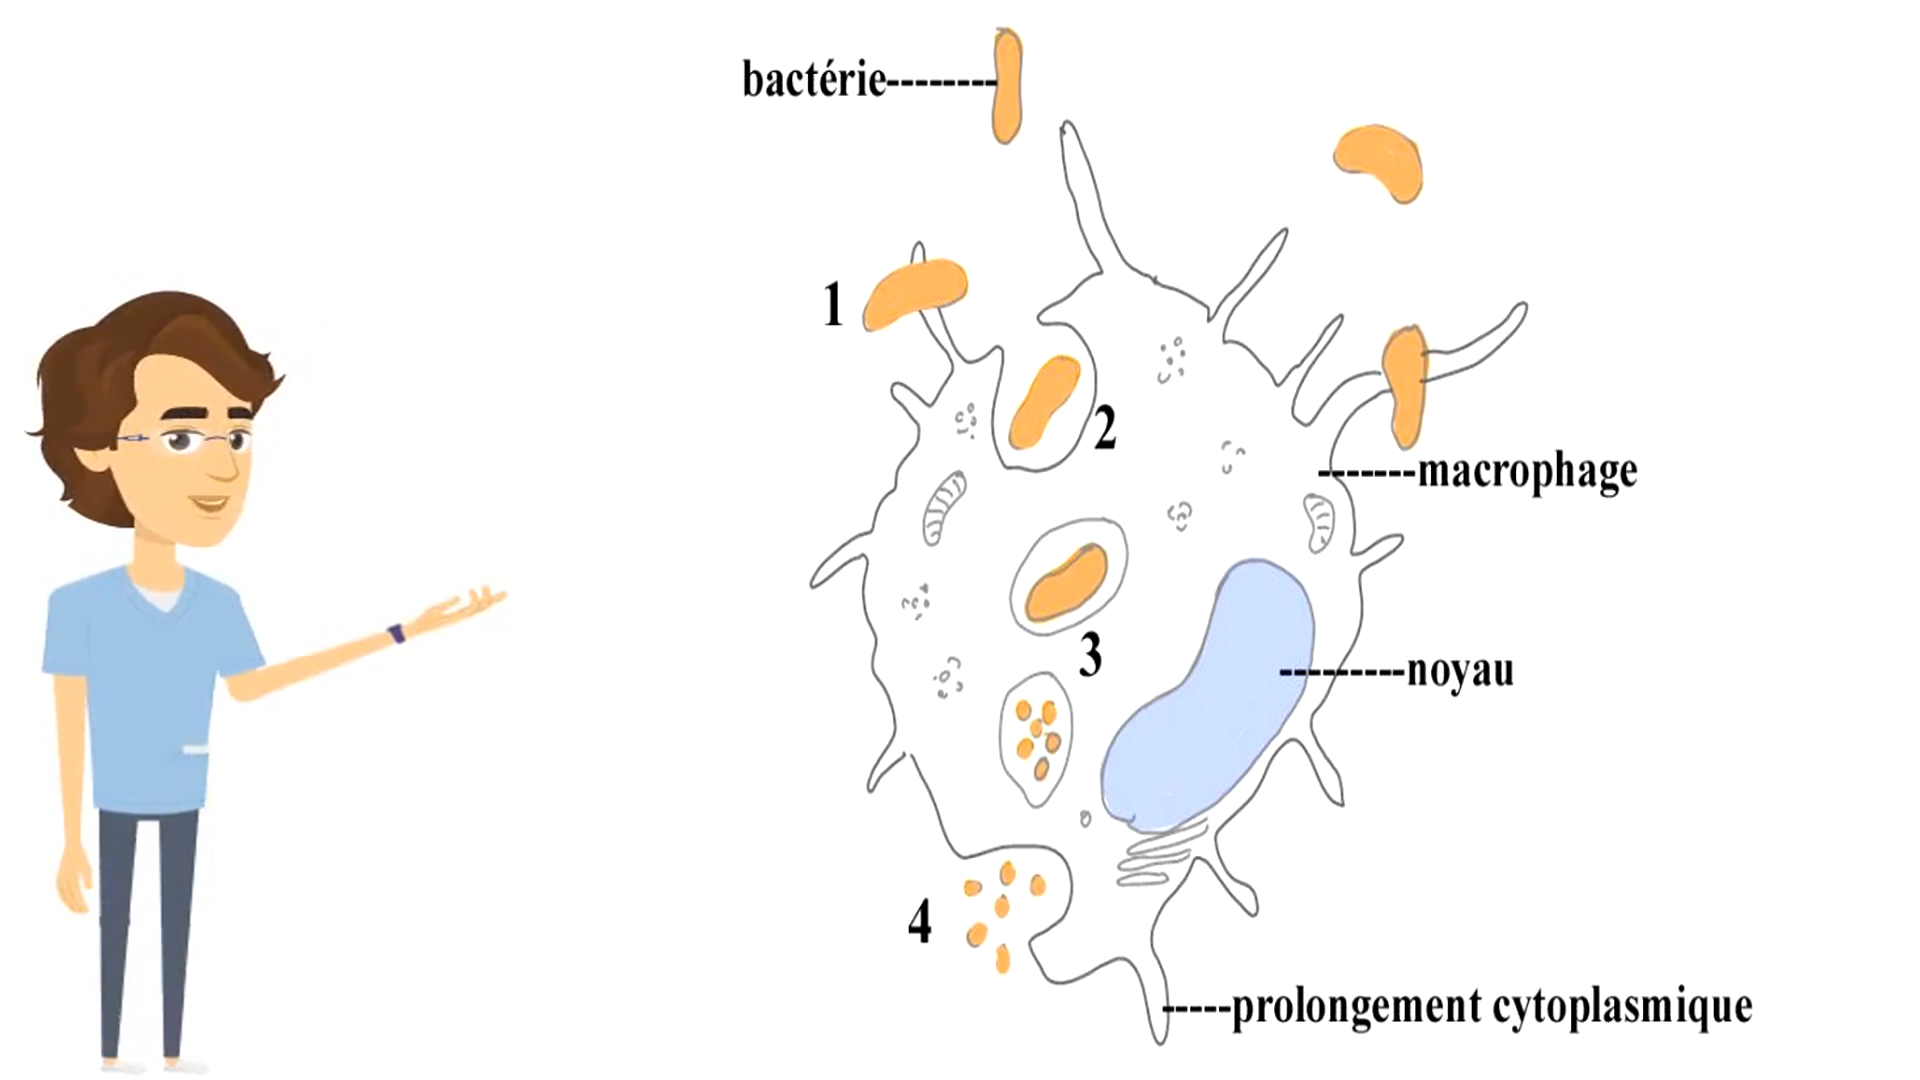 bactérie
1
2
macrophage
3
noyau
4
prolongement cytoplasmique